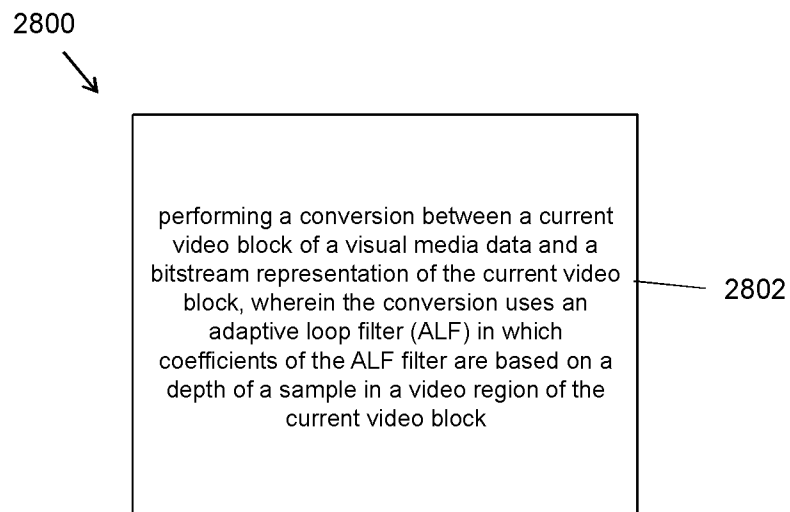 2800
performing a conversion between a current
video block of a visual media data and a
bitstream representation of the current video
block, wherein the conversion uses an
adaptive loop filter (ALF) in which
coefficients of the ALF filter are based on a
depth of a sample in a video region of the
current video block
2802